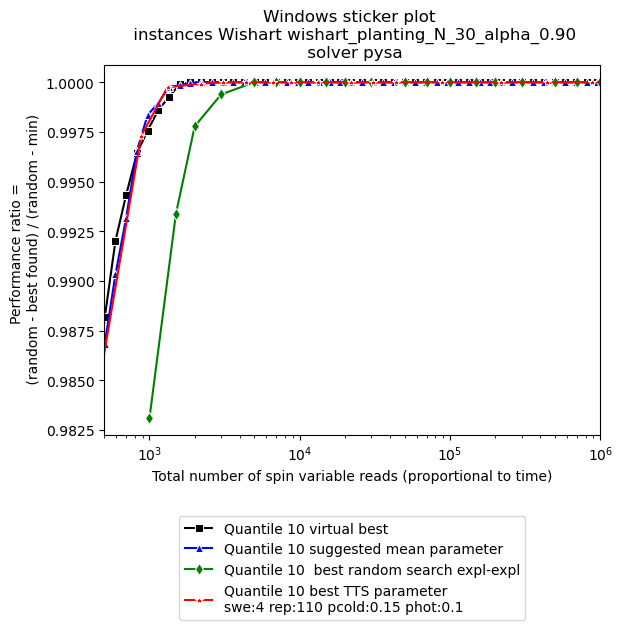 Windows sticker plot
instances Wishart wishart_planting_N_30_alpha_0.90
solver pysa
Performance ratio =
(random - best found) / (random - min)
1.0000
0.9975
0.9950
0.9925
0.9900
0.9875
0.9850
0.9825
10³
10⁴
10⁵
10⁶
Total number of spin variable reads (proportional to time)
Quantile 10 virtual best
Quantile 10 suggested mean parameter
Quantile 10  best random search expl-expl
Quantile 10 best TTS parameter
swe:4 rep:110 pcold:0.15 phot:0.1